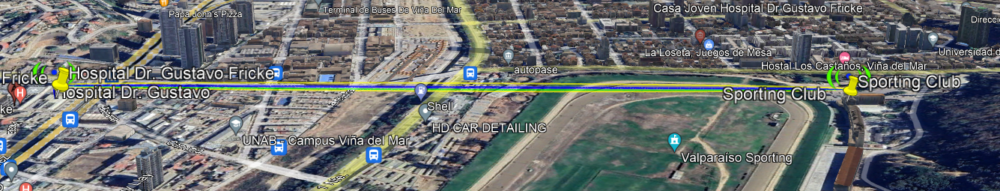 Papa John's Pizza
Terminal de Buses De Viña Del Mar
Casa Joven Hospital Dr Gustavo Fricke
Direcci
La Loseta, Juegos de Mesa
Universidad d
autopase
Hostal Los Castaños, Viña del Mar
Fricke
Hospital Dr. Gustavo Fricke
Sporting Club
Hospital Dr. Gustavo
Sporting Club
ke
Shell
HD CAR DETAILING
UNAB - Campus Viña del Mar
Valparaíso Sporting